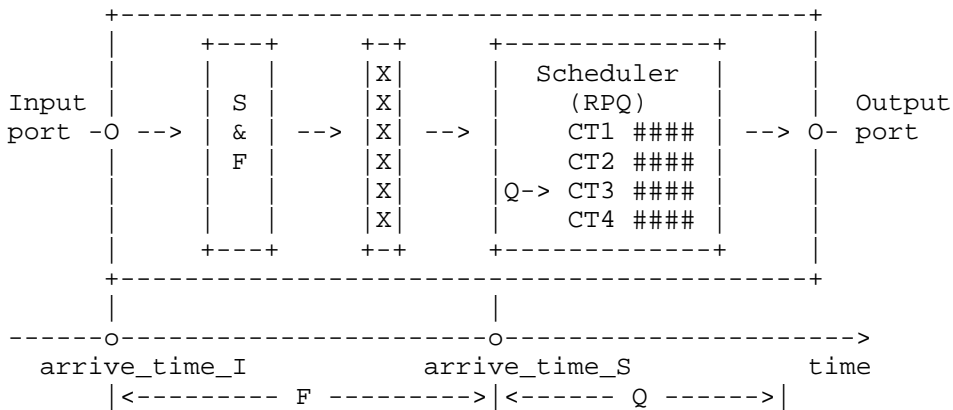 +-------------------------------------------+
|     +---+     +-+      +-------------+     |
|     |   |     |X|      |  Scheduler  |     |
Input |     | S |     |X|      |    (RPQ)    |     | Output
port -O --> | & | --> |X| --> |    CT1 #### | --> O- port
|     | F |     |X|      |    CT2 #### |     |
|     |   |     |X|      |Q-> CT3 #### |     |
|     |   |     |X|      |    CT4 #### |     |
|     +---+     +-+      +-------------+     |
+-------------------------------------------+
|                       |
------o-----------------------o---------------------->
arrive_time_I           arrive_time_S           time
|<--------- F --------->|<------ Q ------>|